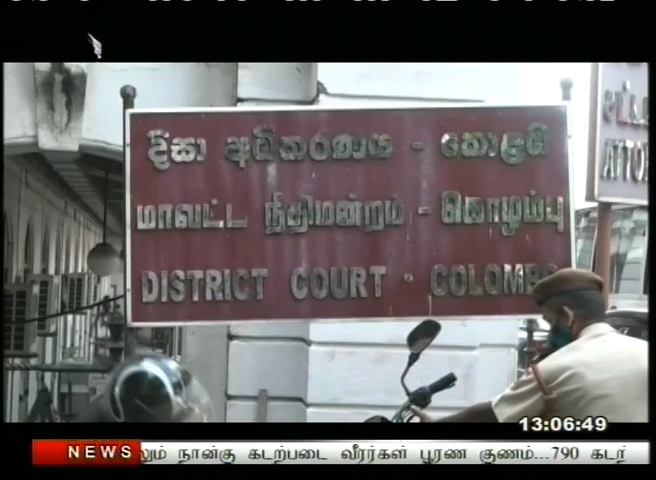 දිසා අධිකරණය - කොළඹ
மாவட்ட நீதிமன்றம் - கொழும்பு
DISTRICT COURT - COLOMBO
13:06:49
NEWS லும் நான்கு கடற்படை வீரர்கள் பூரண குணம்...790 கடற்